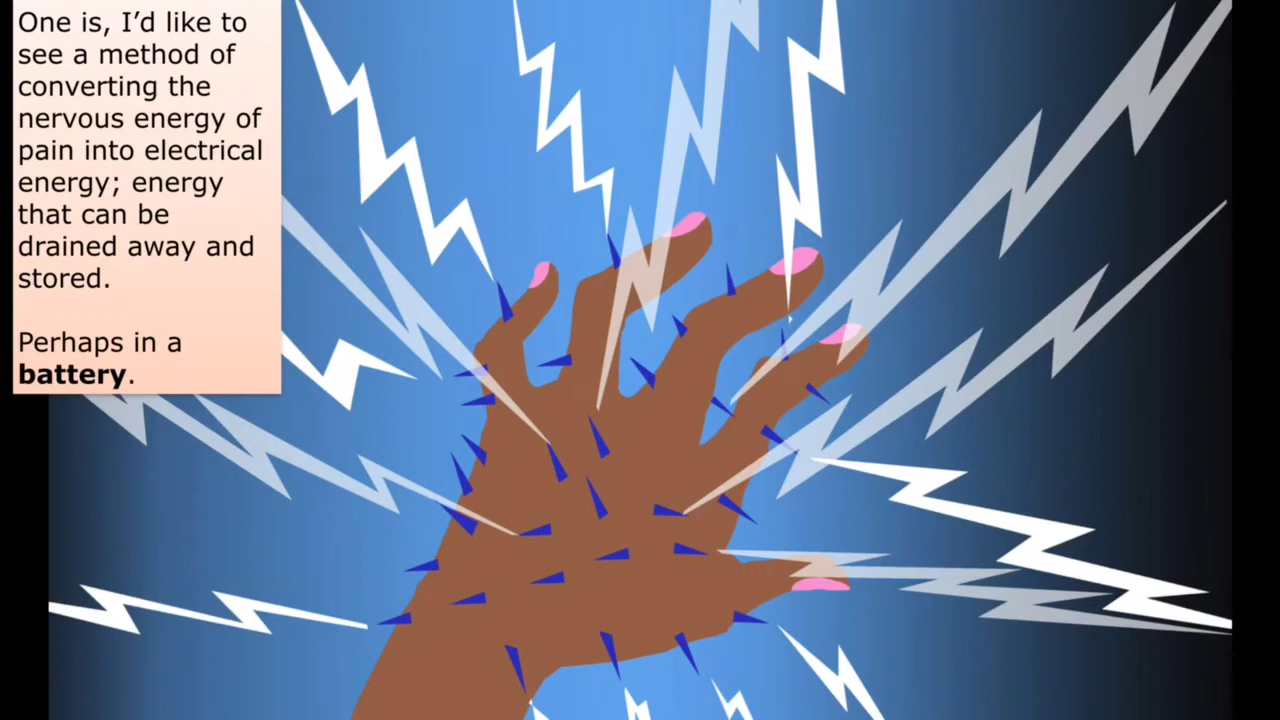 One is, I’d like to
see a method of
converting the
nervous energy of
pain into electrical
energy; energy
that can be
drained away and
stored.
Perhaps in a
battery.